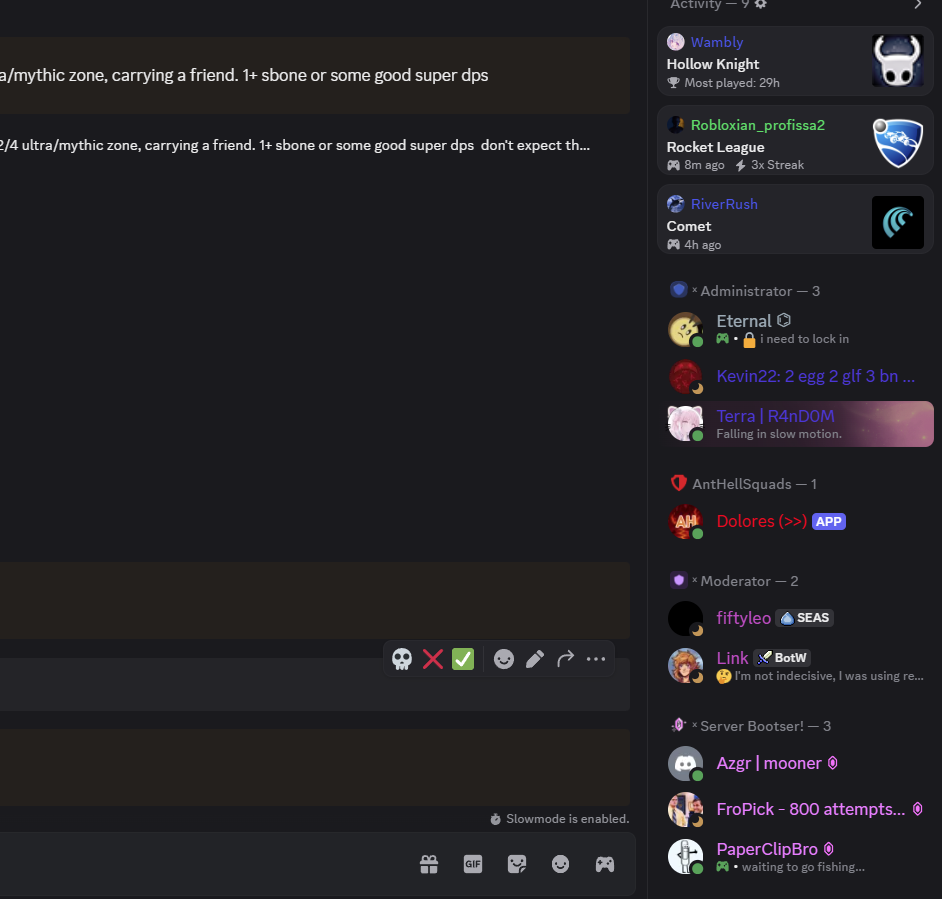 a/mythic zone, carrying a friend. 1+ sbone or some good super dps
2/4 ultra/mythic zone, carrying a friend. 1+ sbone or some good super dps don't expect th...
Slowmode is enabled.
GIF
Activity — 9
Wambly
Hollow Knight
Most played: 29h
Robloxian_profissa2
Rocket League
8m ago 3x Streak
RiverRush
Comet
4h ago
× Administrator — 3
Eternal
• i need to lock in
Kevin22: 2 egg 2 glf 3 bn ...
Terra | R4nD0M
Falling in slow motion.
AntHellSquads — 1
AH
Dolores (>>) APP
× Moderator — 2
fiftyleo SEAS
Link BotW
I'm not indecisive, I was using re...
× Server Bootser! — 3
Azgr | mooner
FroPick - 800 attempts...
PaperClipBro
• waiting to go fishing...